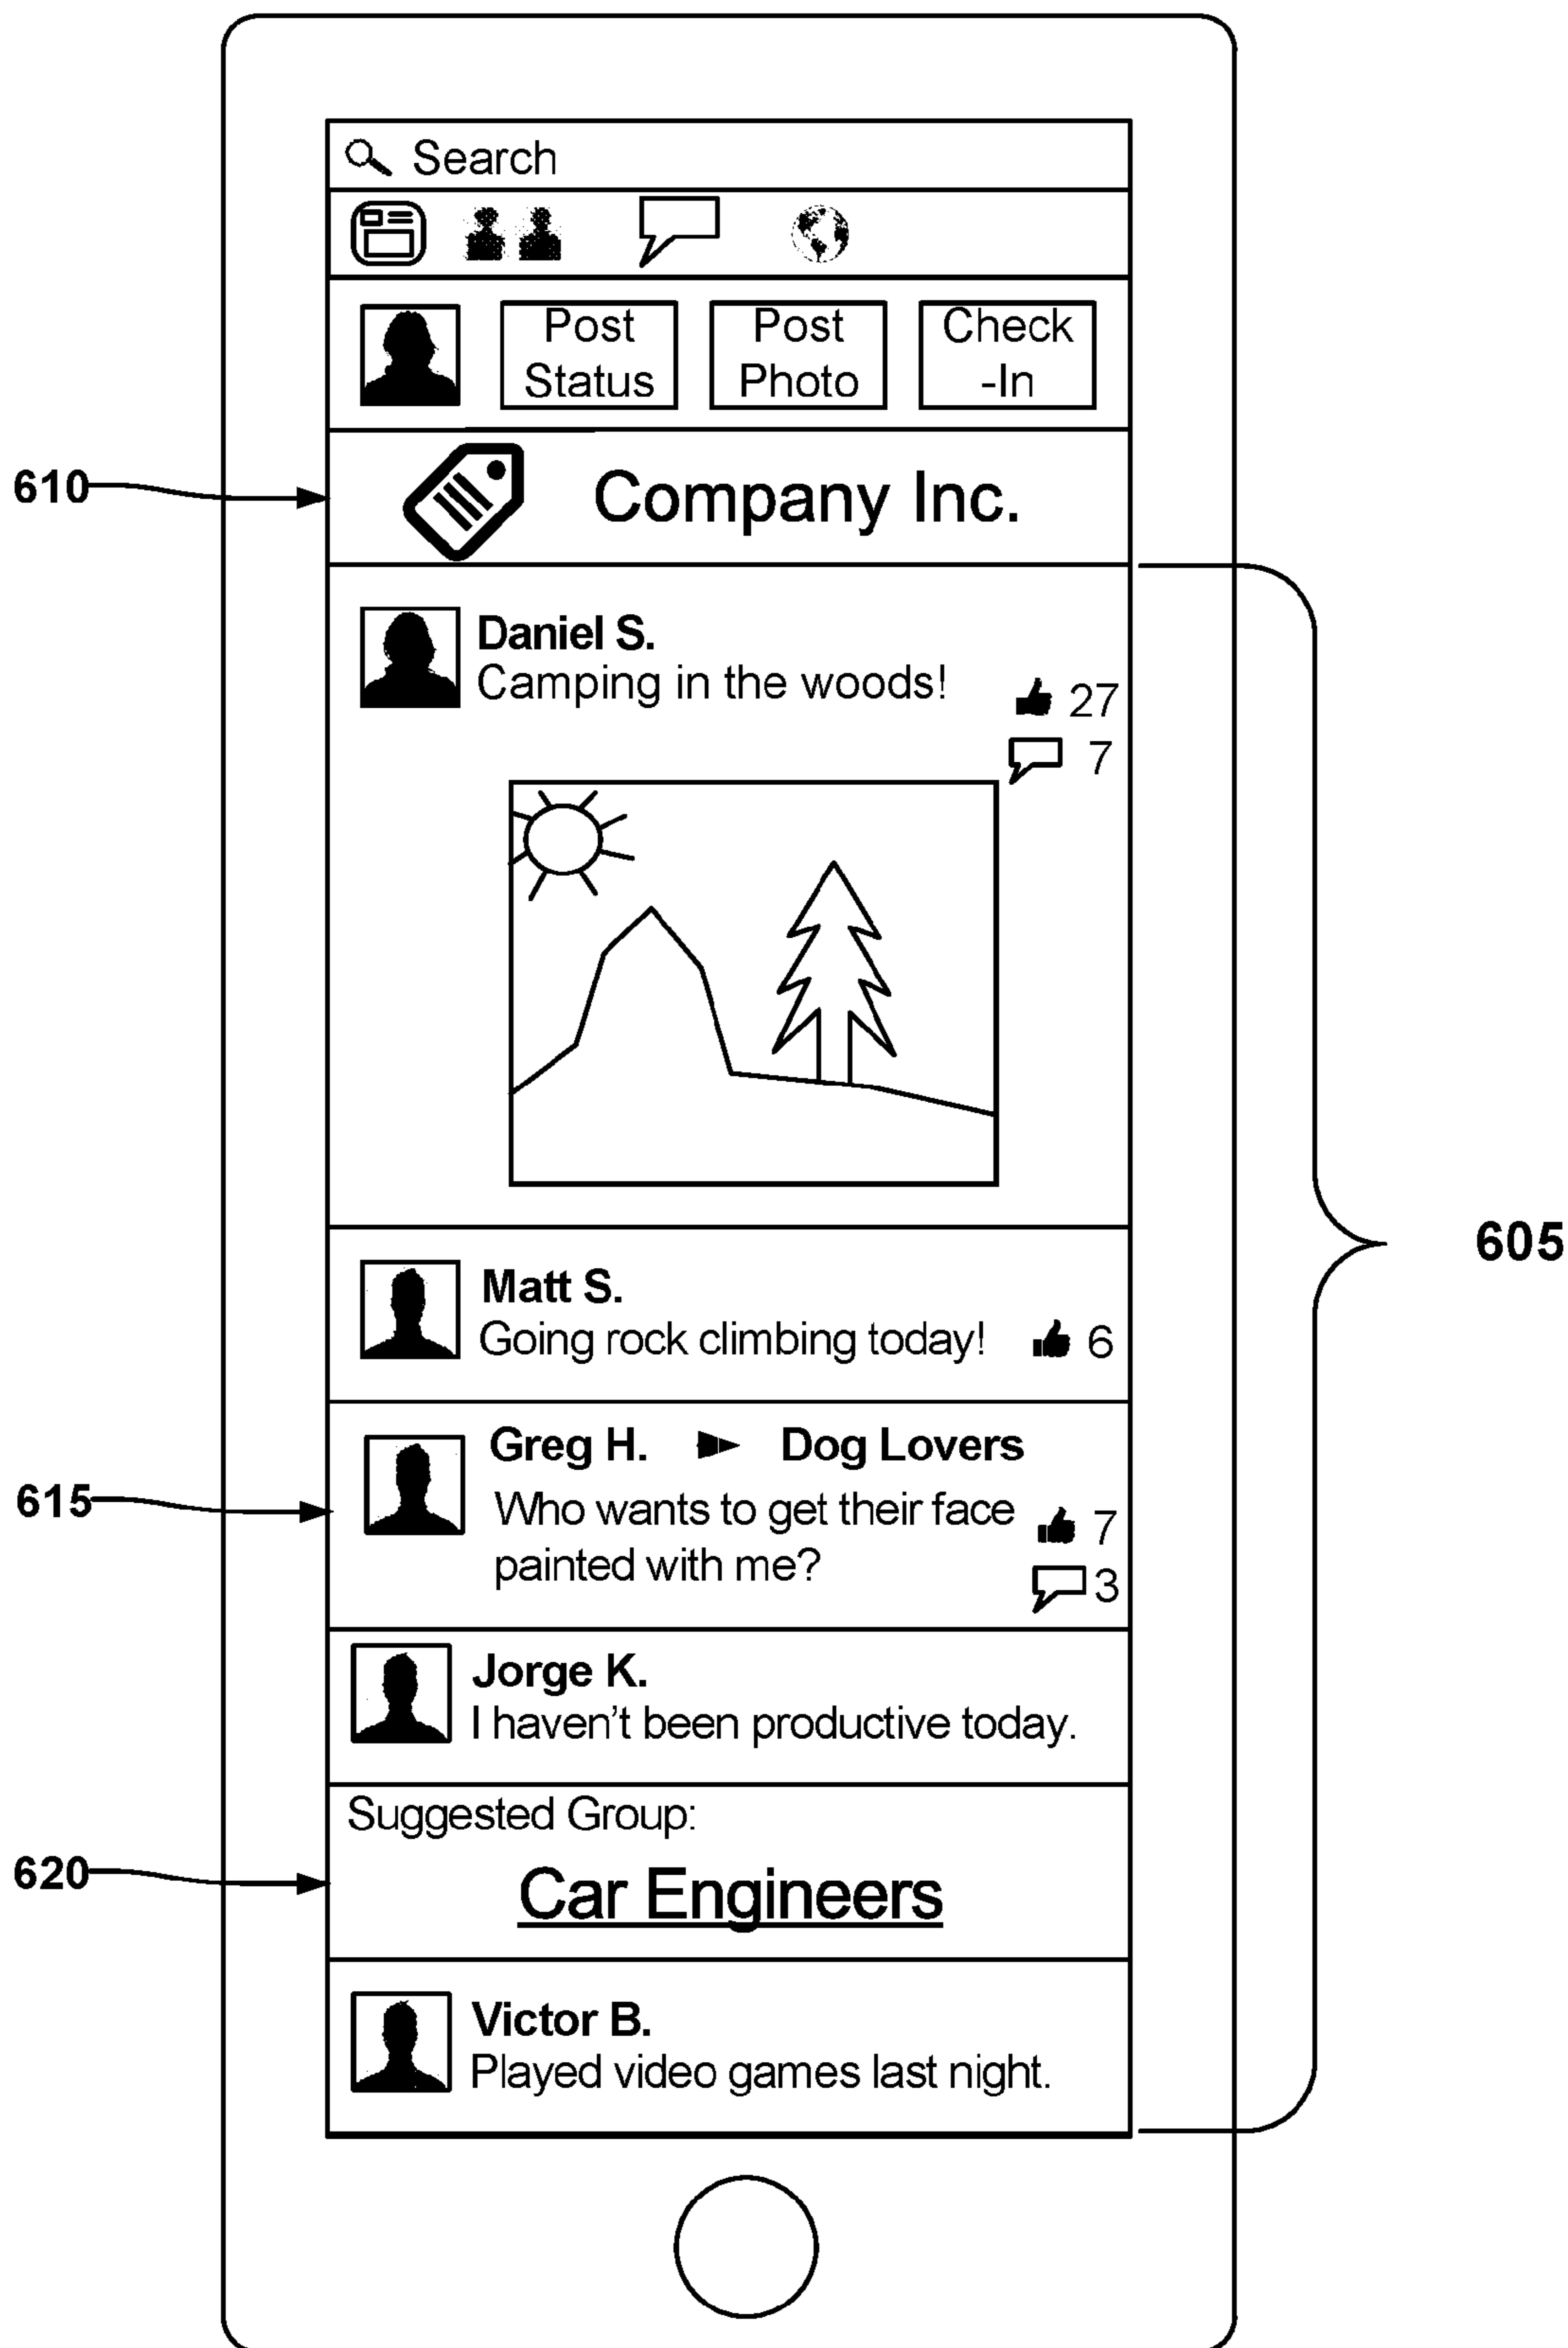 Search
Post
Status
Post
Photo
Check
-In
610
Company Inc.
Daniel S.
Camping in the woods!
27
7
605
Matt S.
Going rock climbing today!
6
Greg H.
Dog Lovers
615
Who wants to get their face
painted with me?
7
3
Jorge K.
I haven't been productive today.
Suggested Group:
620
Car Engineers
Victor B.
Played video games last night.